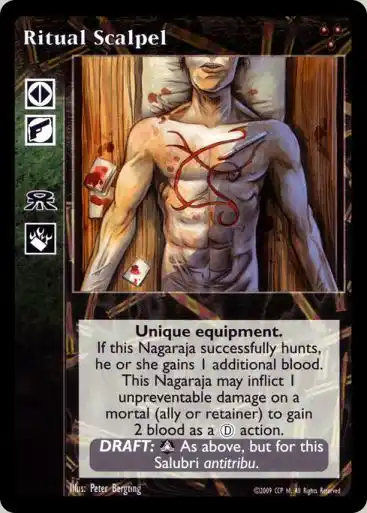 Ritual Scalpel
Unique equipment.
If this Nagaraja successfully hunts,
he or she gains 1 additional blood.
This Nagaraja may inflict 1
unpreventable damage on a
mortal (ally or retainer) to gain
2 blood as a Ⓓ action.
DRAFT: As above, but for this
Salubri antitribu.
Illus: Peter Bergting
©2009 CCP hf. All Rights Reserved